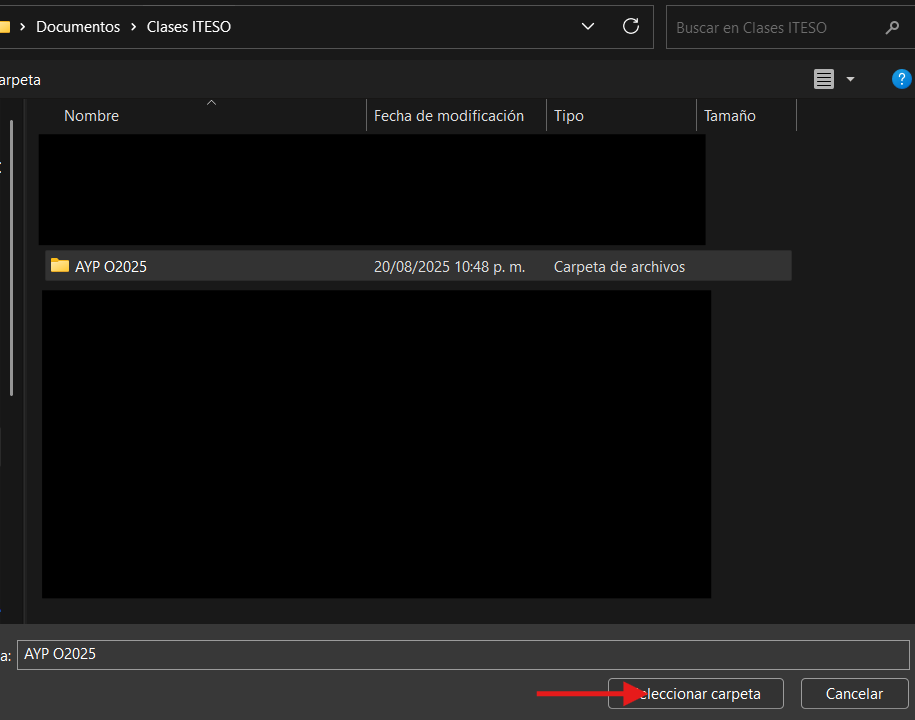 Documentos > Clases ITESO
Buscar en Clases ITESO
arpeta
Nombre Fecha de modificación Tipo Tamaño
AYP O2025 20/08/2025 10:48 p. m. Carpeta de archivos
a: AYP O2025
eleccionar carpeta Cancelar